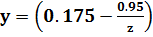 y = (0.175 − 0.95/z)